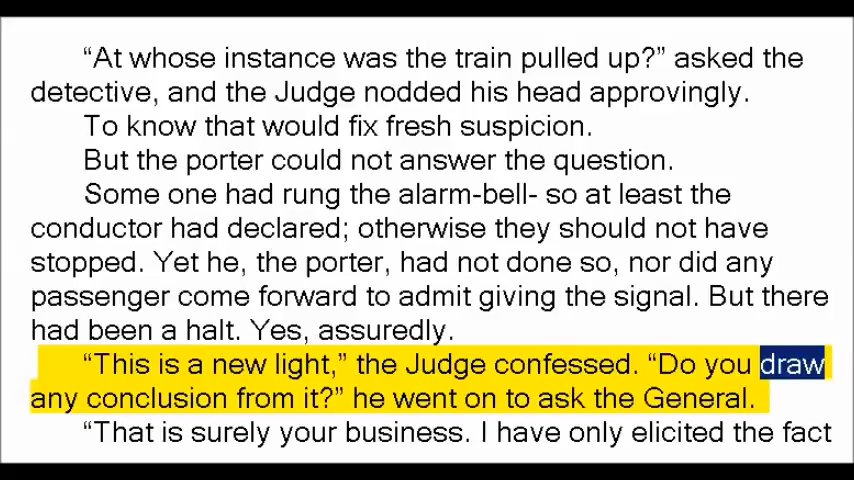 “At whose instance was the train pulled up?” asked the
detective, and the Judge nodded his head approvingly.
To know that would fix fresh suspicion.
But the porter could not answer the question.
Some one had rung the alarm-bell- so at least the
conductor had declared; otherwise they should not have
stopped. Yet he, the porter, had not done so, nor did any
passenger come forward to admit giving the signal. But there
had been a halt. Yes, assuredly.
“This is a new light,” the Judge confessed. “Do you draw
any conclusion from it?” he went on to ask the General.
“That is surely your business. I have only elicited the fact